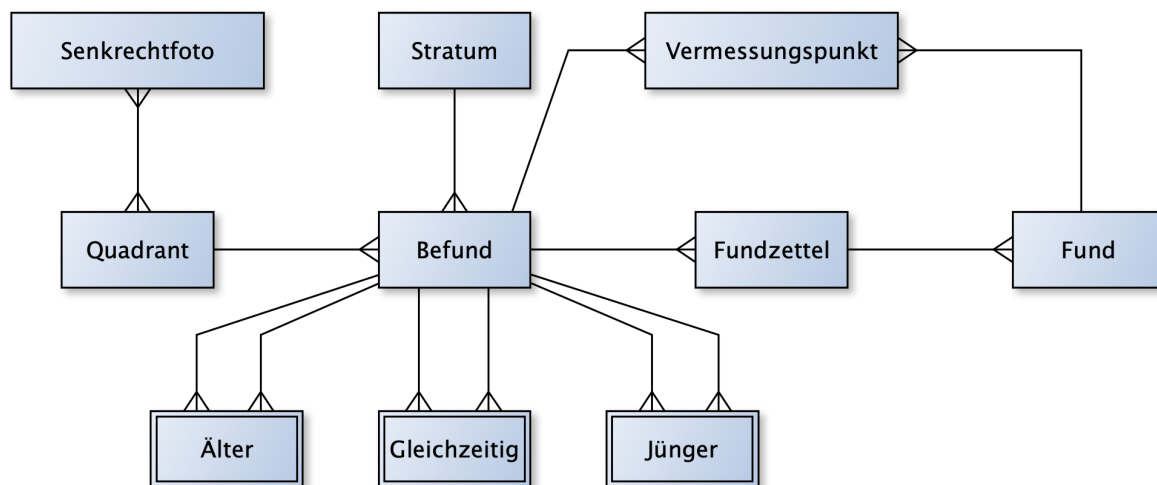 Senkrechtfoto
Stratum
Vermessungspunkt
Quadrant
Befund
Fundzettel
Fund
Älter
Gleichzeitig
Jünger